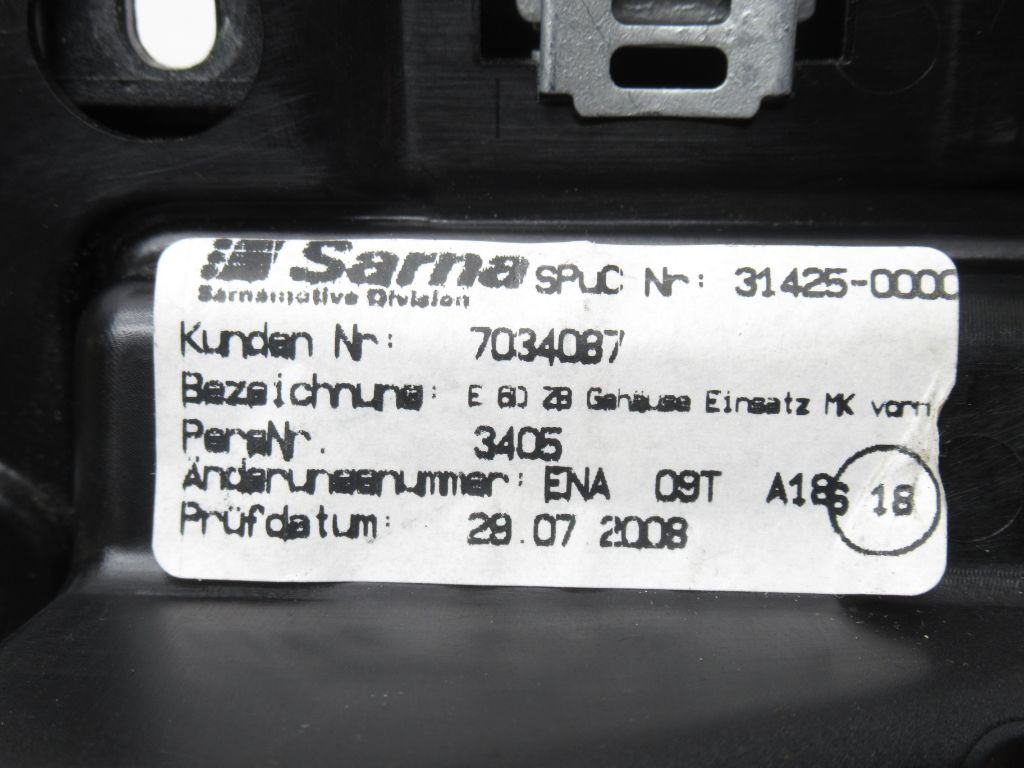 Sarna SPuC Nr: 31425-0000
Sarnamotive Division
Kunden Nr: 7034087
Bezeichnung: E 60 ZB Gehäuse Einsatz MK vorn
PersNr. 3405
Änderungsnummer: ENA 09T A186 18
Prüfdatum: 29.07.2008